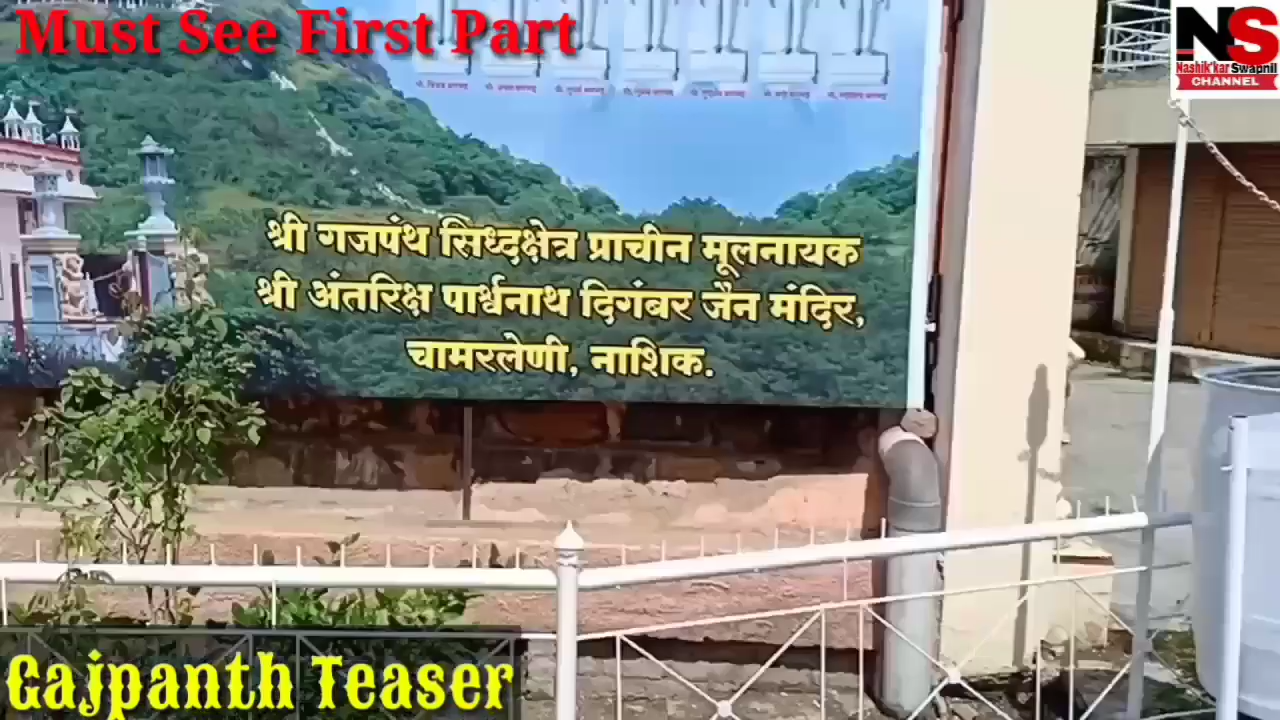 Must See First Part
NS
Nashik'kar Swapnil
CHANNEL
श्री गजपंथ सिध्दक्षेत्र प्राचीन मूलनायक
श्री अंतरिक्ष पार्श्वनाथ दिगंबर जैन मंदिर,
चामरलेणी, नाशिक.
Gajpanth Teaser